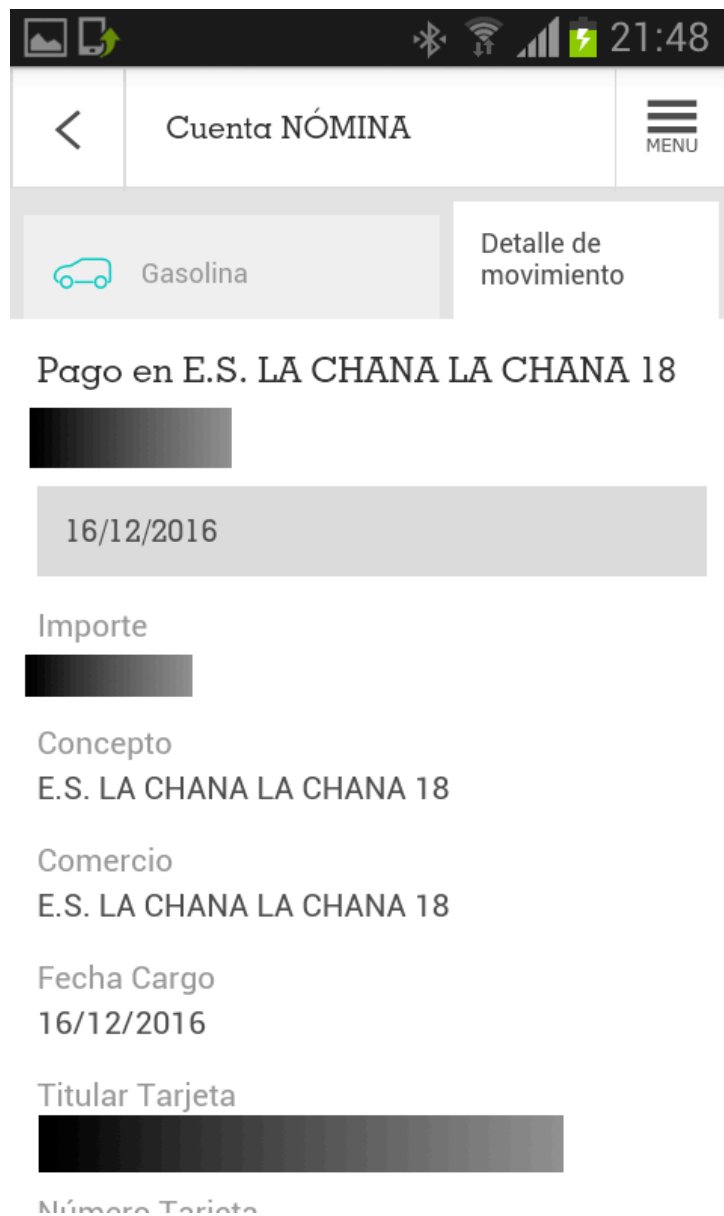 21:48
Cuenta NÓMINA
MENU
Gasolina
Detalle de
movimiento
Pago en E.S. LA CHANA LA CHANA 18
16/12/2016
Importe
Concepto
E.S. LA CHANA LA CHANA 18
Comercio
E.S. LA CHANA LA CHANA 18
Fecha Cargo
16/12/2016
Titular Tarjeta
Número Tarjeta